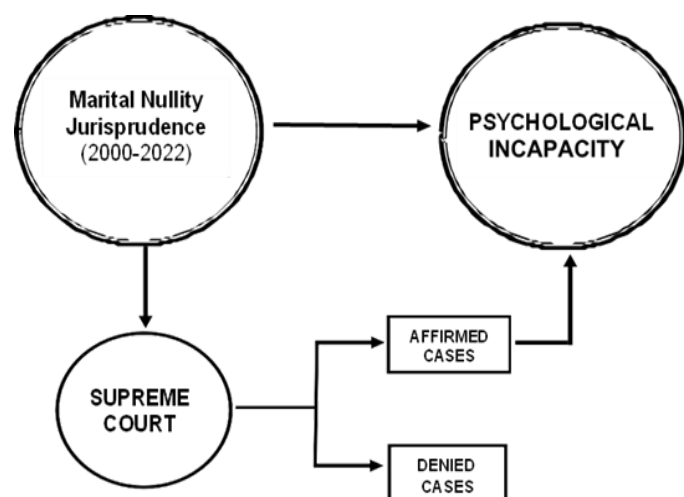 Marital Nullity
Jurisprudence
(2000-2022)
PSYCHOLOGICAL
INCAPACITY
SUPREME
COURT
AFFIRMED
CASES
DENIED
CASES